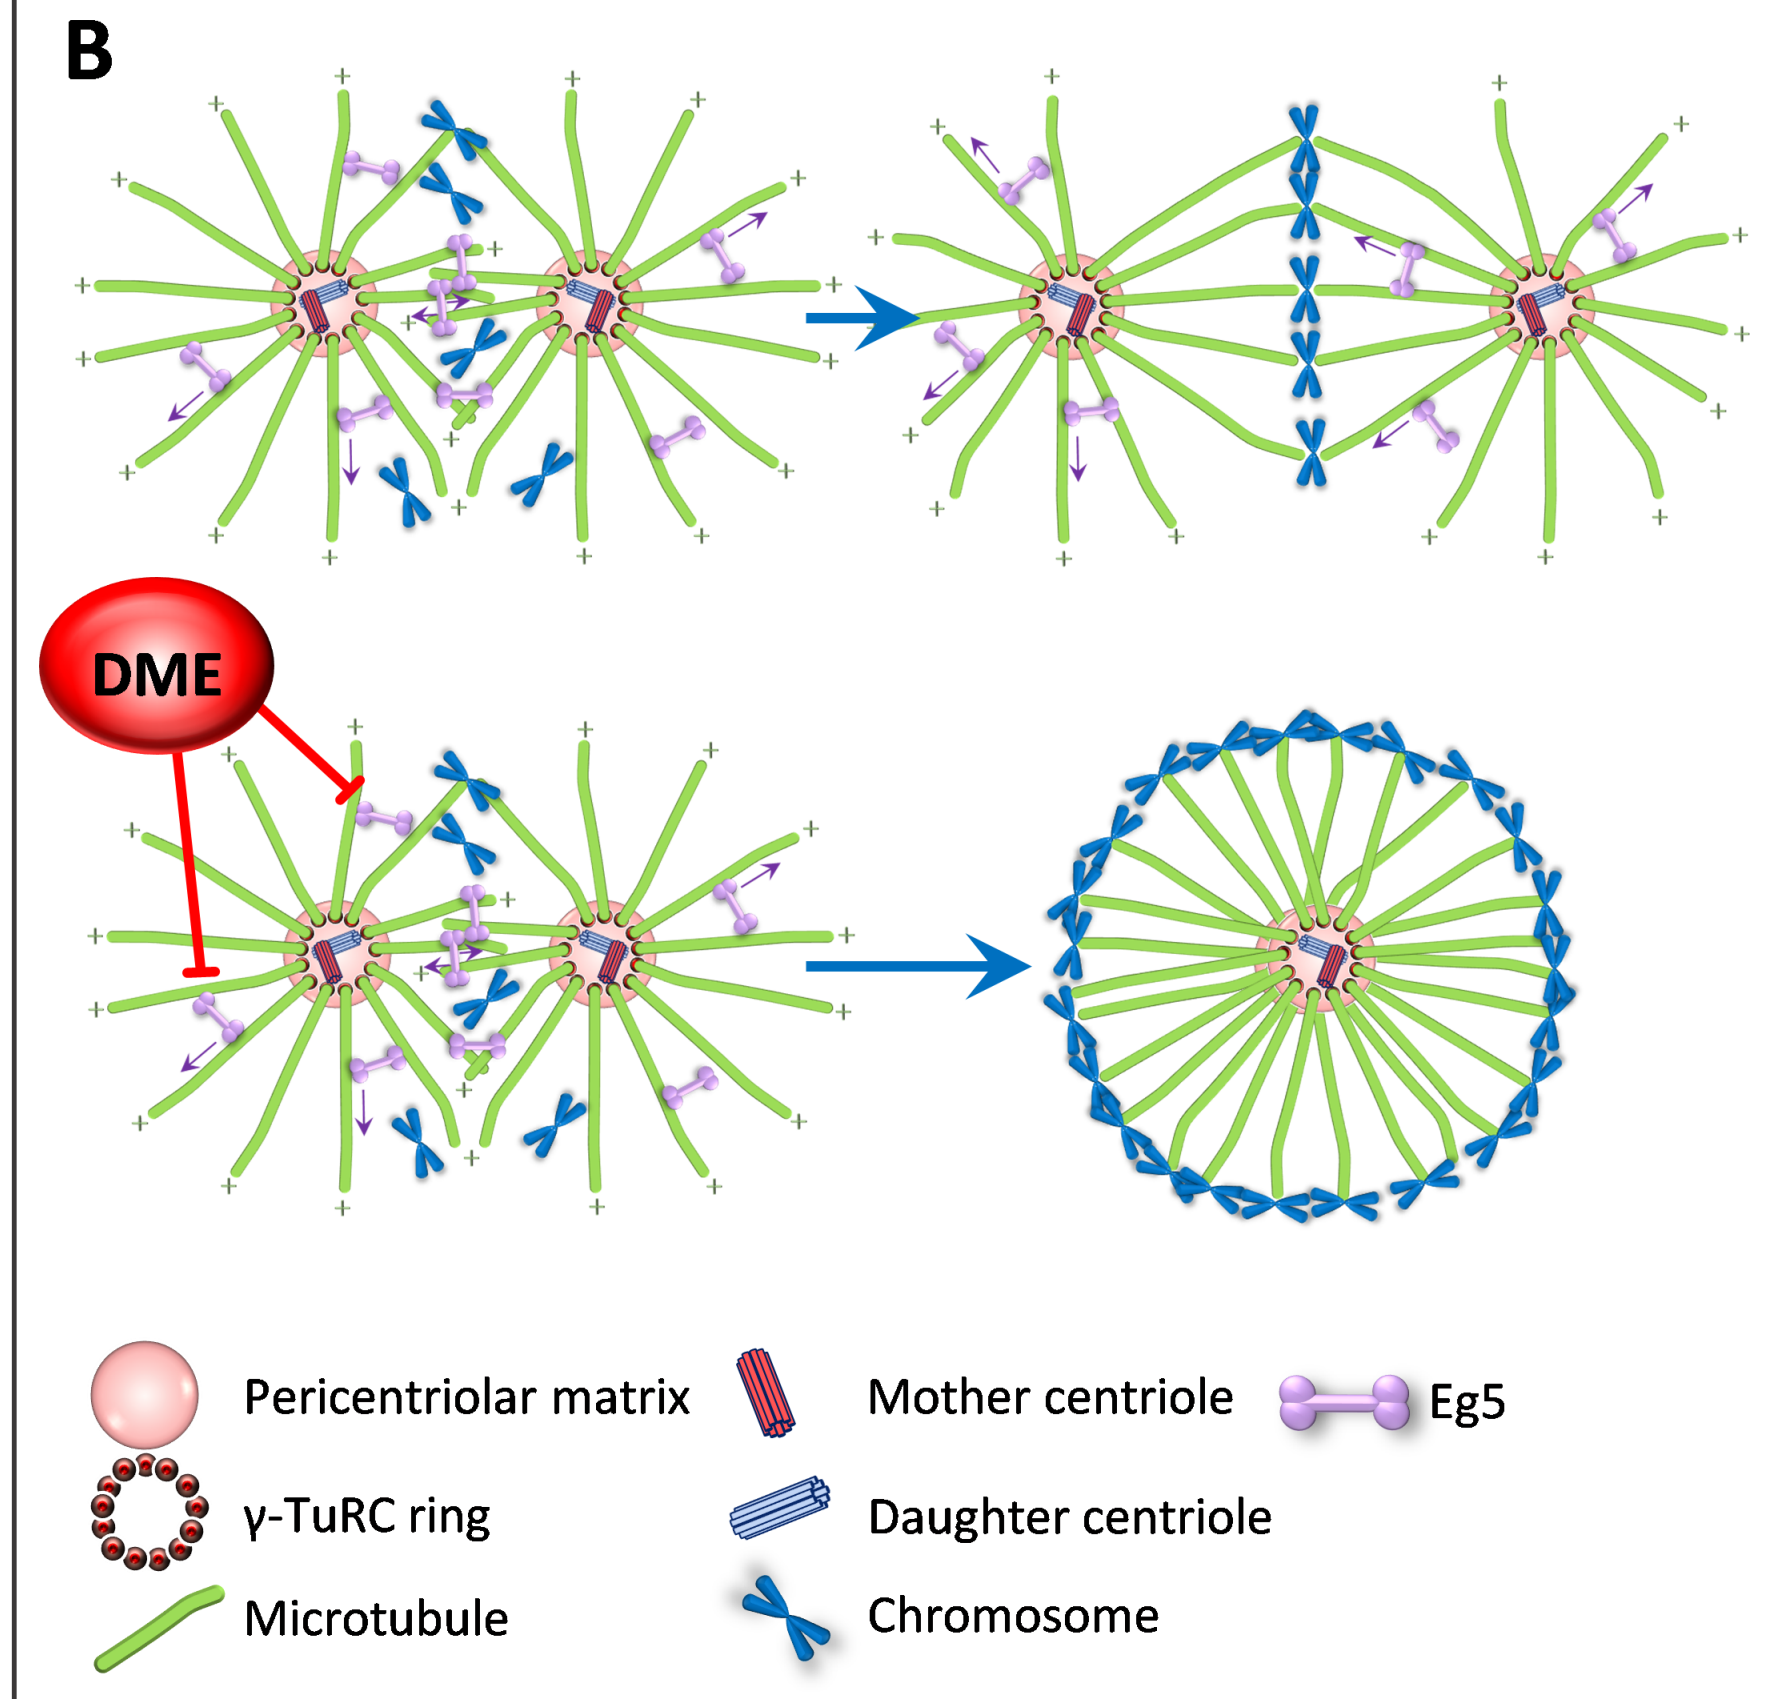 B
DME
Pericentriolar matrix
Mother centriole
Eg5
γ-TuRC ring
Daughter centriole
Microtubule
Chromosome